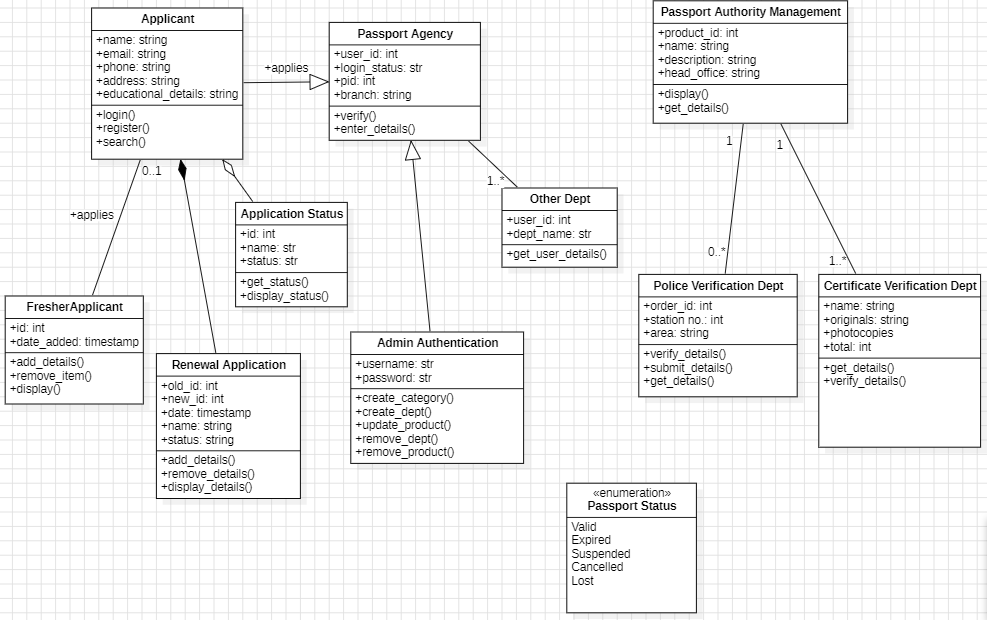 Applicant
+name: string
+email: string
+phone: string
+address: string
+educational_details: string
+login()
+register()
+search()
+applies
Passport Agency
+user_id: int
+login_status: str
+pid: int
+branch: string
+verify()
+enter_details()
Passport Authority Management
+product_id: int
+name: string
+description: string
+head_office: string
+display()
+get_details()
0..1
+applies
1..*
1
1
0..*
1..*
Application Status
+id: int
+name: str
+status: str
+get_status()
+display_status()
Other Dept
+user_id: int
+dept_name: str
+get_user_details()
FresherApplicant
+id: int
+date_added: timestamp
+add_details()
+remove_item()
+display()
Renewal Application
+old_id: int
+new_id: int
+date: timestamp
+name: string
+status: string
+add_details()
+remove_details()
+display_details()
Admin Authentication
+username: str
+password: str
+create_category()
+create_dept()
+update_product()
+remove_dept()
+remove_product()
Police Verification Dept
+order_id: int
+station no.: int
+area: string
+verify_details()
+submit_details()
+get_details()
Certificate Verification Dept
+name: string
+originals: string
+photocopies
+total: int
+get_details()
+verify_details()
«enumeration»
Passport Status
Valid
Expired
Suspended
Cancelled
Lost